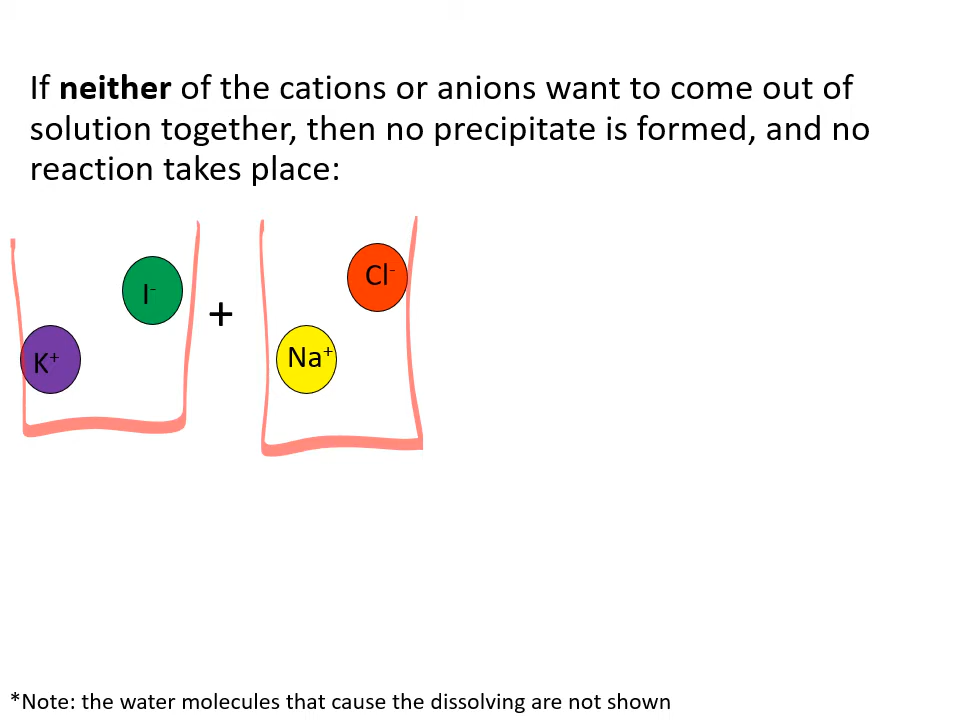 If neither of the cations or anions want to come out of
solution together, then no precipitate is formed, and no
reaction takes place:
I⁻
K⁺
+
Cl⁻
Na⁺
*Note: the water molecules that cause the dissolving are not shown